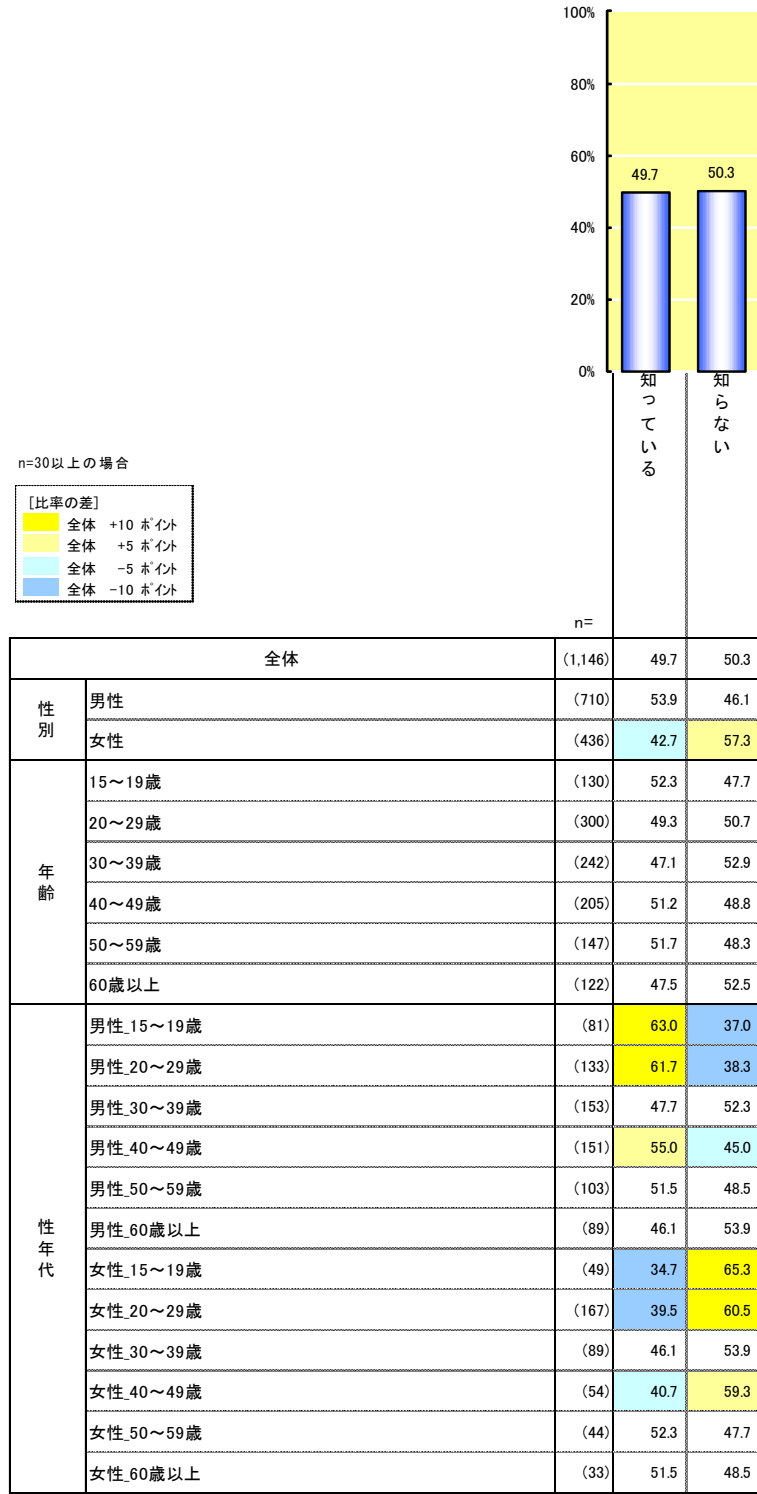 100%
80%
60%
40%
20%
0%
49.7 50.3
知っている
知らない
n=30以上の場合
[比率の差]
全体 +10 ポイント
全体 +5 ポイント
全体 -5 ポイント
全体 -10 ポイント
n=
全体 (1,146) 49.7 50.3
性別
男性 (710) 53.9 46.1
女性 (436) 42.7 57.3
年齢
15～19歳 (130) 52.3 47.7
20～29歳 (300) 49.3 50.7
30～39歳 (242) 47.1 52.9
40～49歳 (205) 51.2 48.8
50～59歳 (147) 51.7 48.3
60歳以上 (122) 47.5 52.5
性年代
男性_15～19歳 (81) 63.0 37.0
男性_20～29歳 (133) 61.7 38.3
男性_30～39歳 (153) 47.7 52.3
男性_40～49歳 (151) 55.0 45.0
男性_50～59歳 (103) 51.5 48.5
男性_60歳以上 (89) 46.1 53.9
女性_15～19歳 (49) 34.7 65.3
女性_20～29歳 (167) 39.5 60.5
女性_30～39歳 (89) 46.1 53.9
女性_40～49歳 (54) 40.7 59.3
女性_50～59歳 (44) 52.3 47.7
女性_60歳以上 (33) 51.5 48.5